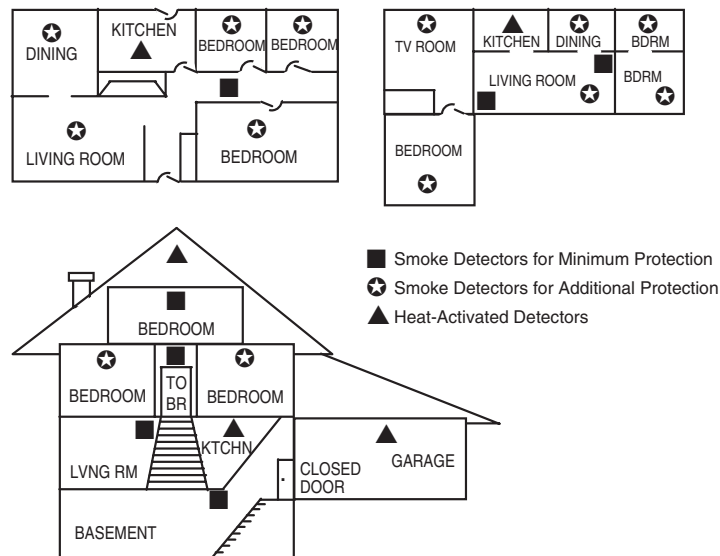 DINING
KITCHEN
BEDROOM
BEDROOM
LIVING ROOM
BEDROOM
TV ROOM
KITCHEN
DINING
BDRM
LIVING ROOM
BDRM
BEDROOM
Smoke Detectors for Minimum Protection
Smoke Detectors for Additional Protection
Heat-Activated Detectors
BEDROOM
BEDROOM
TO
BR
BEDROOM
LVNG RM
KTCHN
CLOSED
DOOR
GARAGE
BASEMENT